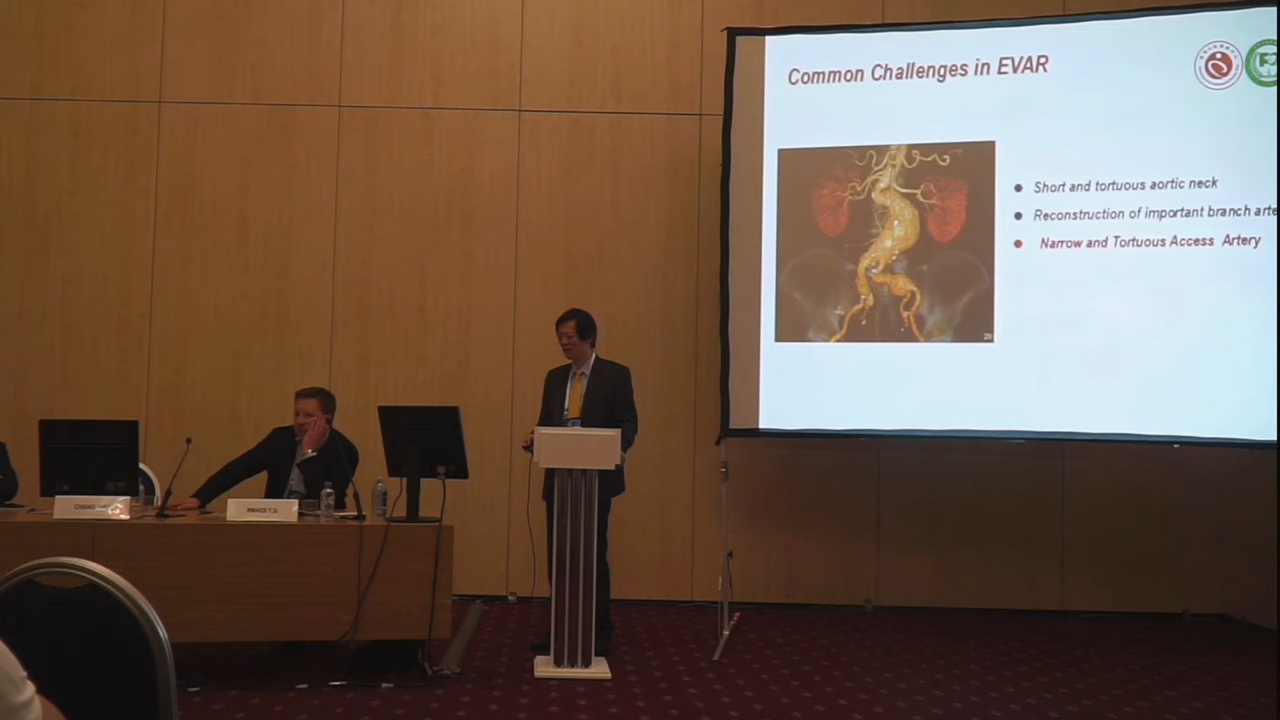 Common Challenges in EVAR
Short and tortuous aortic neck
Reconstruction of important branch arte
Narrow and Tortuous Access Artery
CHANG